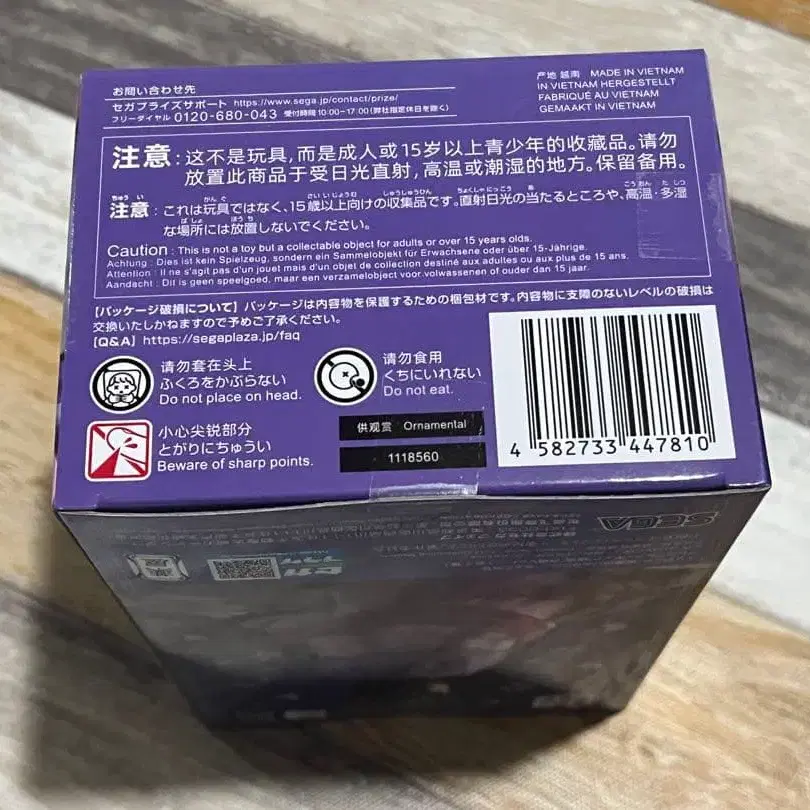 お問い合わせ先
セガプライズサポート https://www.sega.jp/contact/prize/
フリーダイヤル 0120-680-043 受付時間10:00~17:00(弊社指定休日を除く)
产地 越南 MADE IN VIETNAM
IN VIETNAM HERGESTELLT
FABRIQUÉ AU VIETNAM
GEMAAKT IN VIETNAM
注意:这不是玩具,而是成人或15岁以上青少年的收藏品。请勿
放置此商品于受日光直射,高温或潮湿的地方。保留备用。
注意:これは玩具ではなく、15歳以上向けの収集品です。直射日光の当たるところや、高温・多湿
な場所には放置しないでください。
Caution : This is not a toy but a collectable object for adults or over 15 years olds.
Achtung : Dies ist kein Spielzeug, sondern ein Sammelobjekt für Erwachsene oder über 15-Jährige.
Attention : Il ne s'agit pas d'un jouet mais d'un objet de collection destiné aux adultes ou aux plus de 15 ans.
Aandacht : Dit is geen speelgoed, maar een verzamelobject voor volwassenen of ouder dan 15 jaar.
【パッケージ破損について】パッケージは内容物を保護するための梱包材です。内容物に支障のないレベルの破損は
交換いたしかねますので予めご了承ください。
【Q&A】https://segaplaza.jp/faq
请勿套在头上
ふくろをかぶらない
Do not place on head.
请勿食用
くちにいれない
Do not eat.
小心尖锐部分
とがりにちゅうい
Beware of sharp points.
供观赏 Ornamental
1118560
4 582733 447810
SEGA